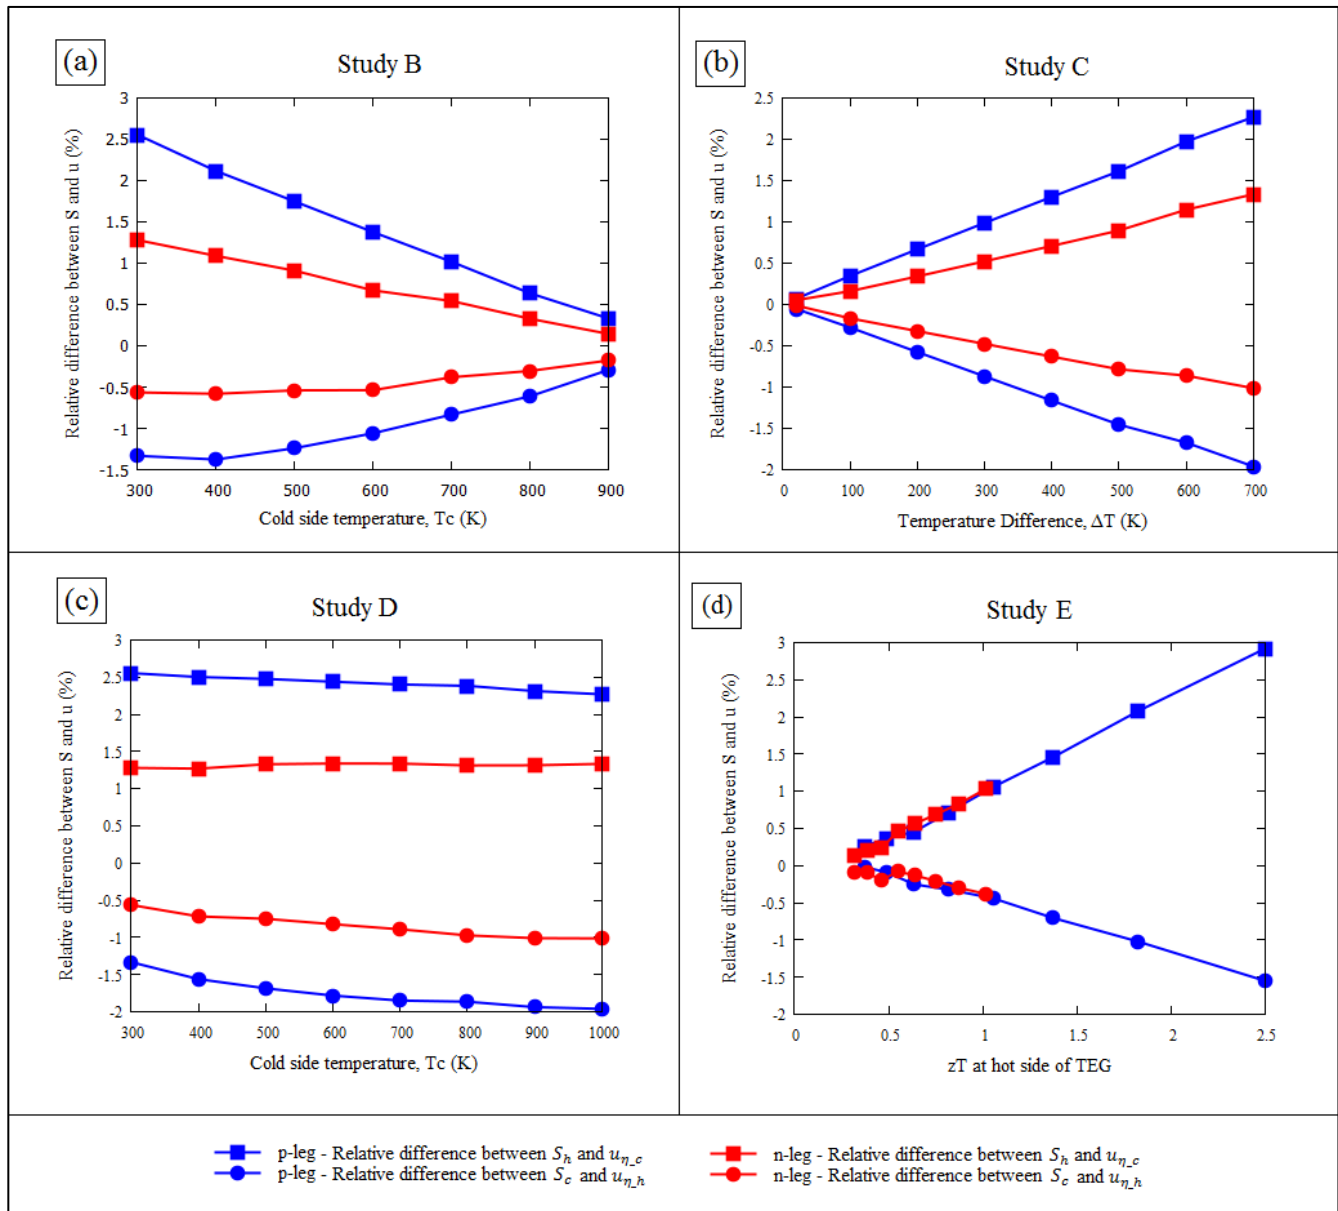 (a)
Study B
Relative difference between S and u (%)
3
2.5
2
1.5
1
0.5
0
-0.5
-1
-1.5
300 400 500 600 700 800 900
Cold side temperature, Tc (K)
(b)
Study C
Relative difference between S and u (%)
2.5
2
1.5
1
0.5
0
-0.5
-1
-1.5
-2
0 100 200 300 400 500 600 700
Temperature Difference, ΔT (K)
(c)
Study D
Relative difference between S and u (%)
3
2.5
2
1.5
1
0.5
0
-0.5
-1
-1.5
-2
300 400 500 600 700 800 900 1000
Cold side temperature, Tc (K)
(d)
Study E
Relative difference between S and u (%)
3
2.5
2
1.5
1
0.5
0
-0.5
-1
-1.5
-2
0 0.5 1 1.5 2 2.5
zT at hot side of TEG
p-leg - Relative difference between S_h and u_η_c
p-leg - Relative difference between S_c and u_η_h
n-leg - Relative difference between S_h and u_η_c
n-leg - Relative difference between S_c and u_η_h